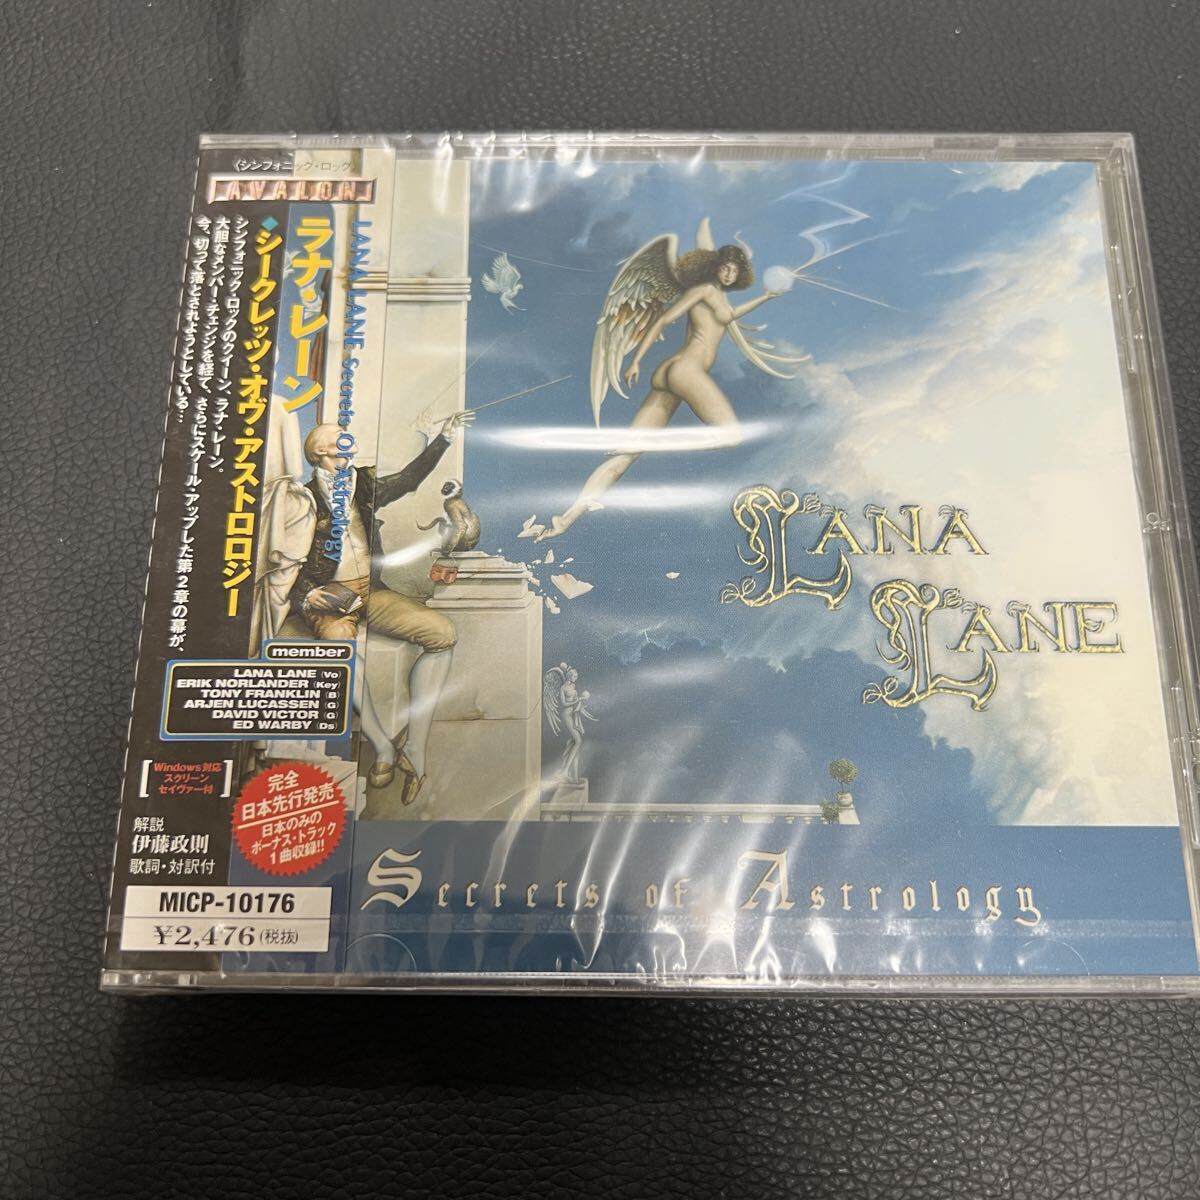 〈シンフォニック・ロック〉
AVALON
LANA LANE Secrets Of Astrology
ラナ・レーン
◆シークレッツ・オヴ・アストロロジー
シンフォニック・ロックのクイーン、ラナ・レーン。
大胆なメンバー・チェンジを経て、さらにスケール・アップした第2章の幕が、
今、切って落とされようとしている…
member
LANA LANE (Vo)
ERIK NORLANDER (Key)
TONY FRANKLIN (B)
ARJEN LUCASSEN (G)
DAVID VICTOR (G)
ED WARBY (Ds)
[Windows対応
スクリーン
セイヴァー付]
完全
日本先行発売
日本のみの
ボーナス・トラック
1曲収録!!
解説
伊藤政則
歌詞・対訳付
MICP-10176
¥2,476(税抜)
LANA
LANE
Secrets of Astrology